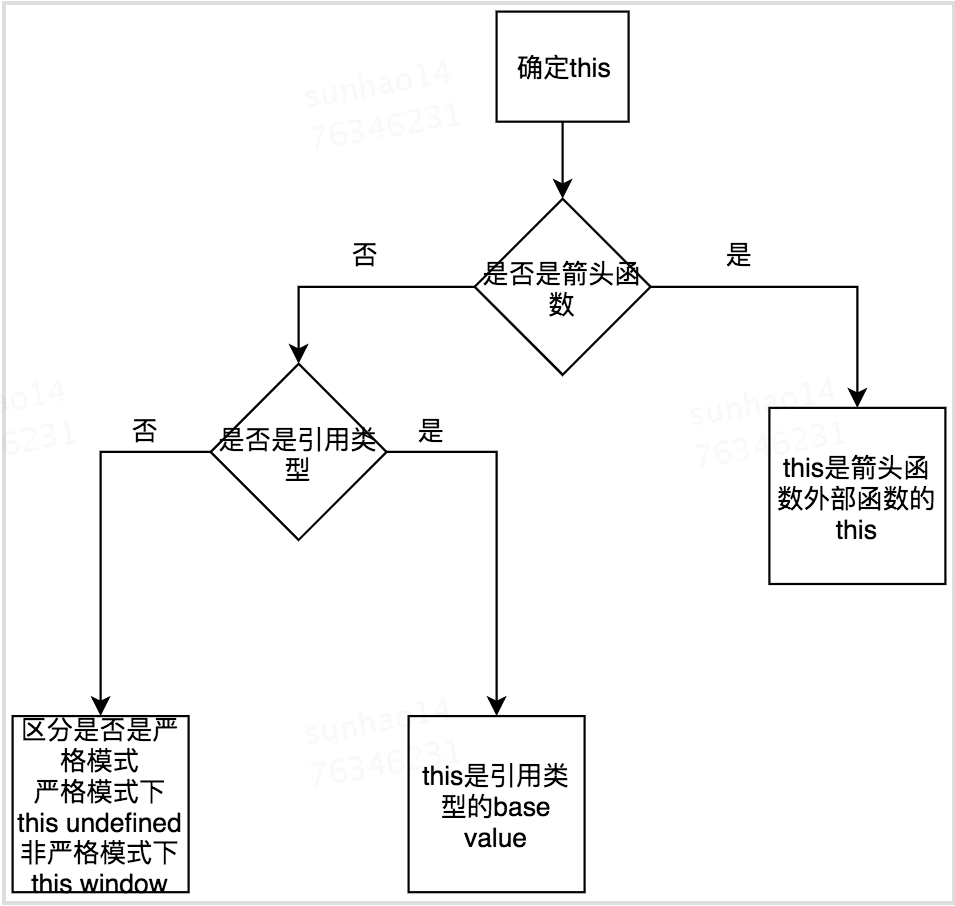 确定this
sunhao14
76346231
否
是
是否是箭头函
数
ao14
6231
否
是
是否是引用类
型
sunhao14
76346231
this是箭头函
数外部函数的
this
区分是否是严
格模式
严格模式下
this undefined
非严格模式下
this window
sunhao14
76346231
this是引用类
型的base
value